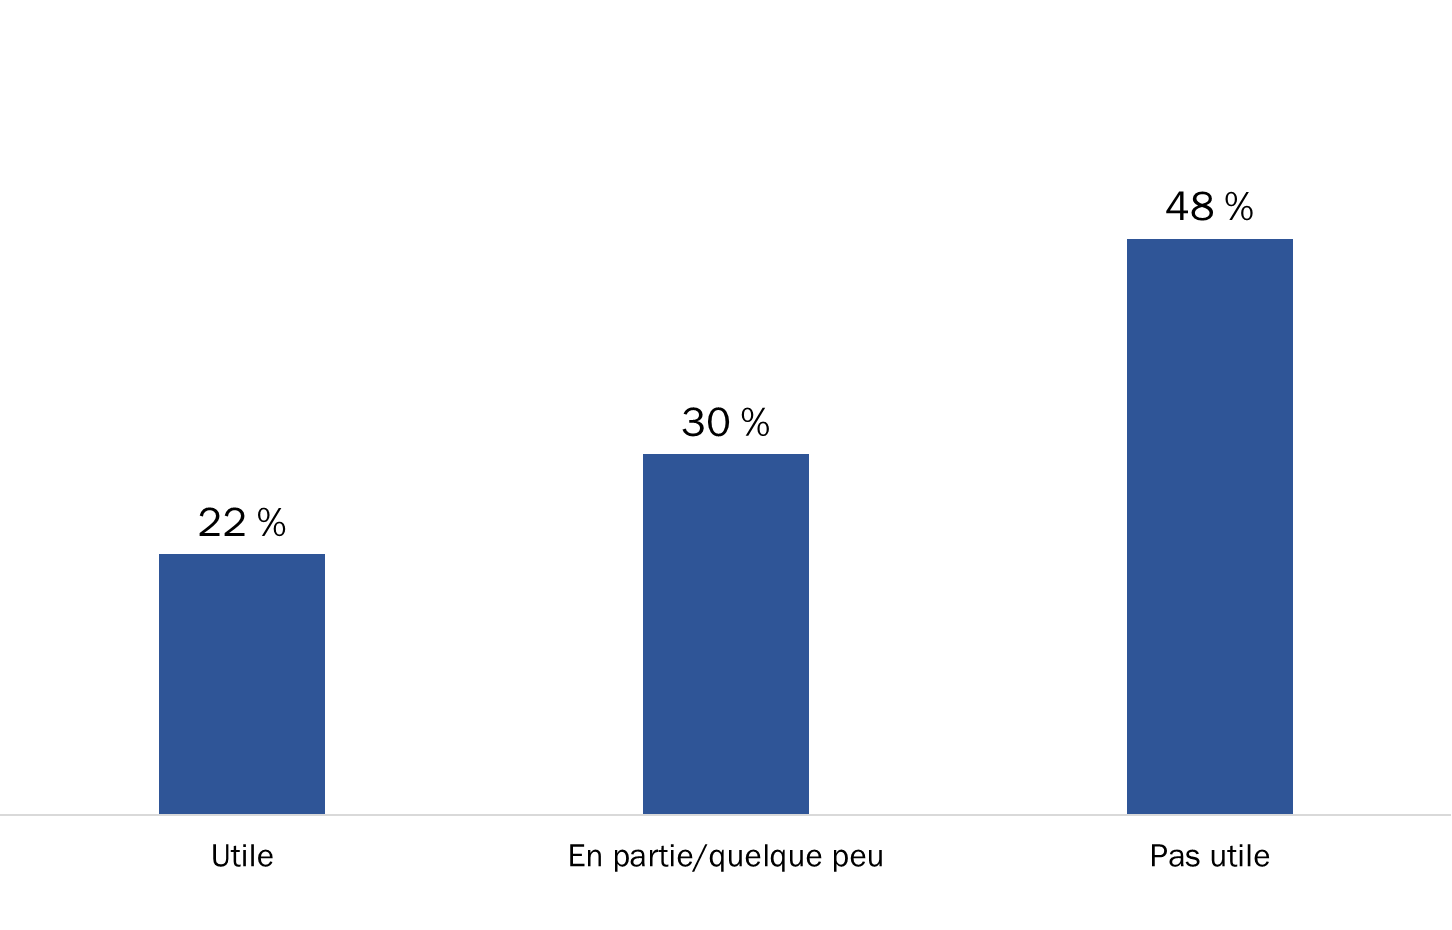 48 %
30 %
22 %
Utile
En partie/quelque peu
Pas utile